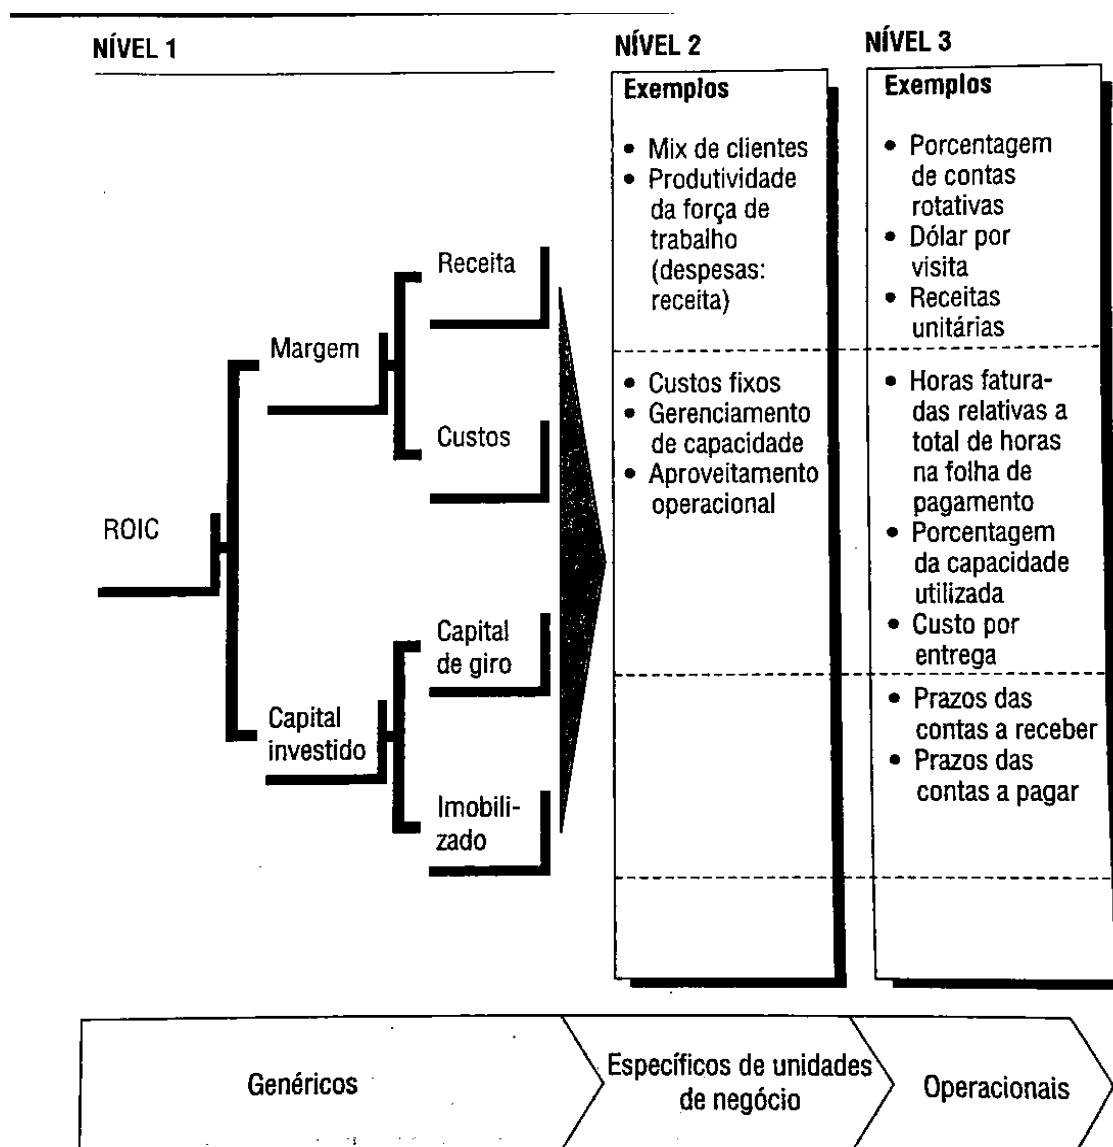 NÍVEL 1
ROIC
Margem
Receita
Custos
Capital
investido
Capital
de giro
Imobili-
zado
NÍVEL 2
Exemplos
• Mix de clientes
• Produtividade
da força de
trabalho
(despesas:
receita)
• Custos fixos
• Gerenciamento
de capacidade
• Aproveitamento
operacional
NÍVEL 3
Exemplos
• Porcentagem
de contas
rotativas
• Dólar por
visita
• Receitas
unitárias
• Horas fatura-
das relativas a
total de horas
na folha de
pagamento
• Porcentagem
da capacidade
utilizada
• Custo por
entrega
• Prazos das
contas a receber
• Prazos das
contas a pagar
Genéricos
Específicos de unidades
de negócio
Operacionais